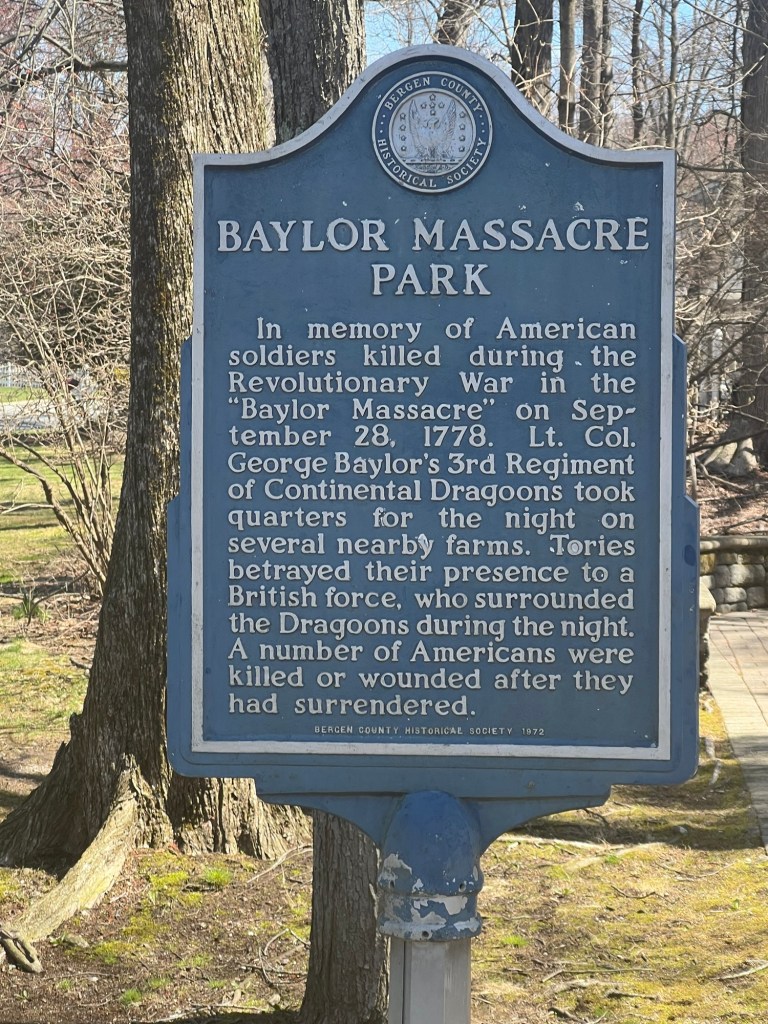 BERGEN COUNTY
HISTORICAL SOCIETY
BAYLOR MASSACRE
PARK
In memory of American
soldiers killed during the
Revolutionary War in the
"Baylor Massacre" on Sep-
tember 28, 1778. Lt. Col.
George Baylor's 3rd Regiment
of Continental Dragoons took
quarters for the night on
several nearby farms. Tories
betrayed their presence to a
British force, who surrounded
the Dragoons during the night.
A number of Americans were
killed or wounded after they
had surrendered.
BERGEN COUNTY HISTORICAL SOCIETY 1972